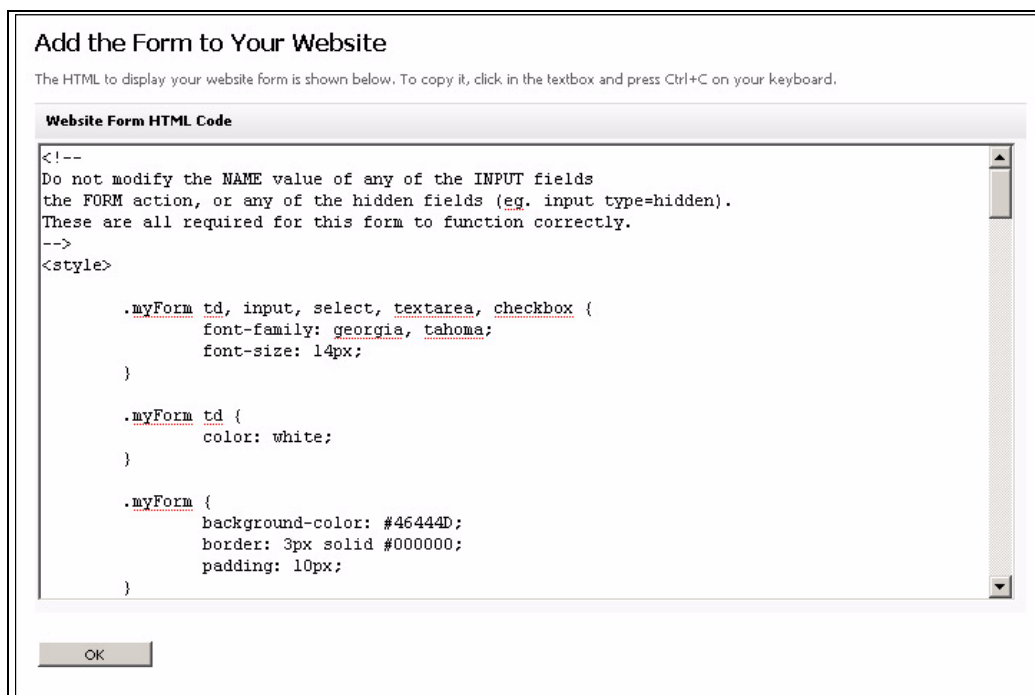 Add the Form to Your Website
The HTML to display your website form is shown below. To copy it, click in the textbox and press Ctrl+C on your keyboard.
Website Form HTML Code
<!--
Do not modify the NAME value of any of the INPUT fields
the FORM action, or any of the hidden fields (eg. input type=hidden).
These are all required for this form to function correctly.
-->
<style>
.myForm td, input, select, textarea, checkbox {
font-family: georgia, tahoma;
font-size: 14px;
}
.myForm td {
color: white;
}
.myForm {
background-color: #46444D;
border: 3px solid #000000;
padding: 10px;
}
OK